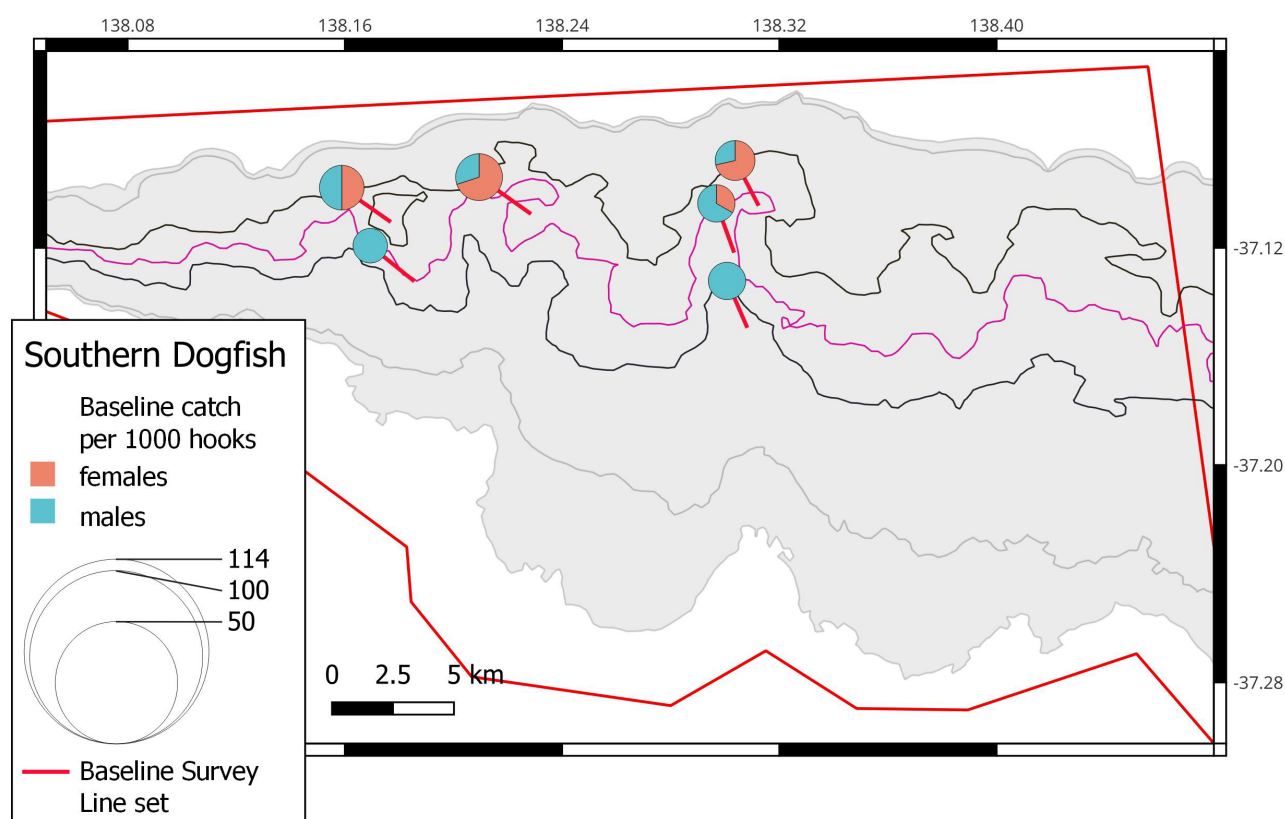 138.08 138.16 138.24 138.32 138.40
-37.12
-37.20
-37.28
Southern Dogfish
Baseline catch
per 1000 hooks
females
males
114
100
50
Baseline Survey
Line set
0 2.5 5 km